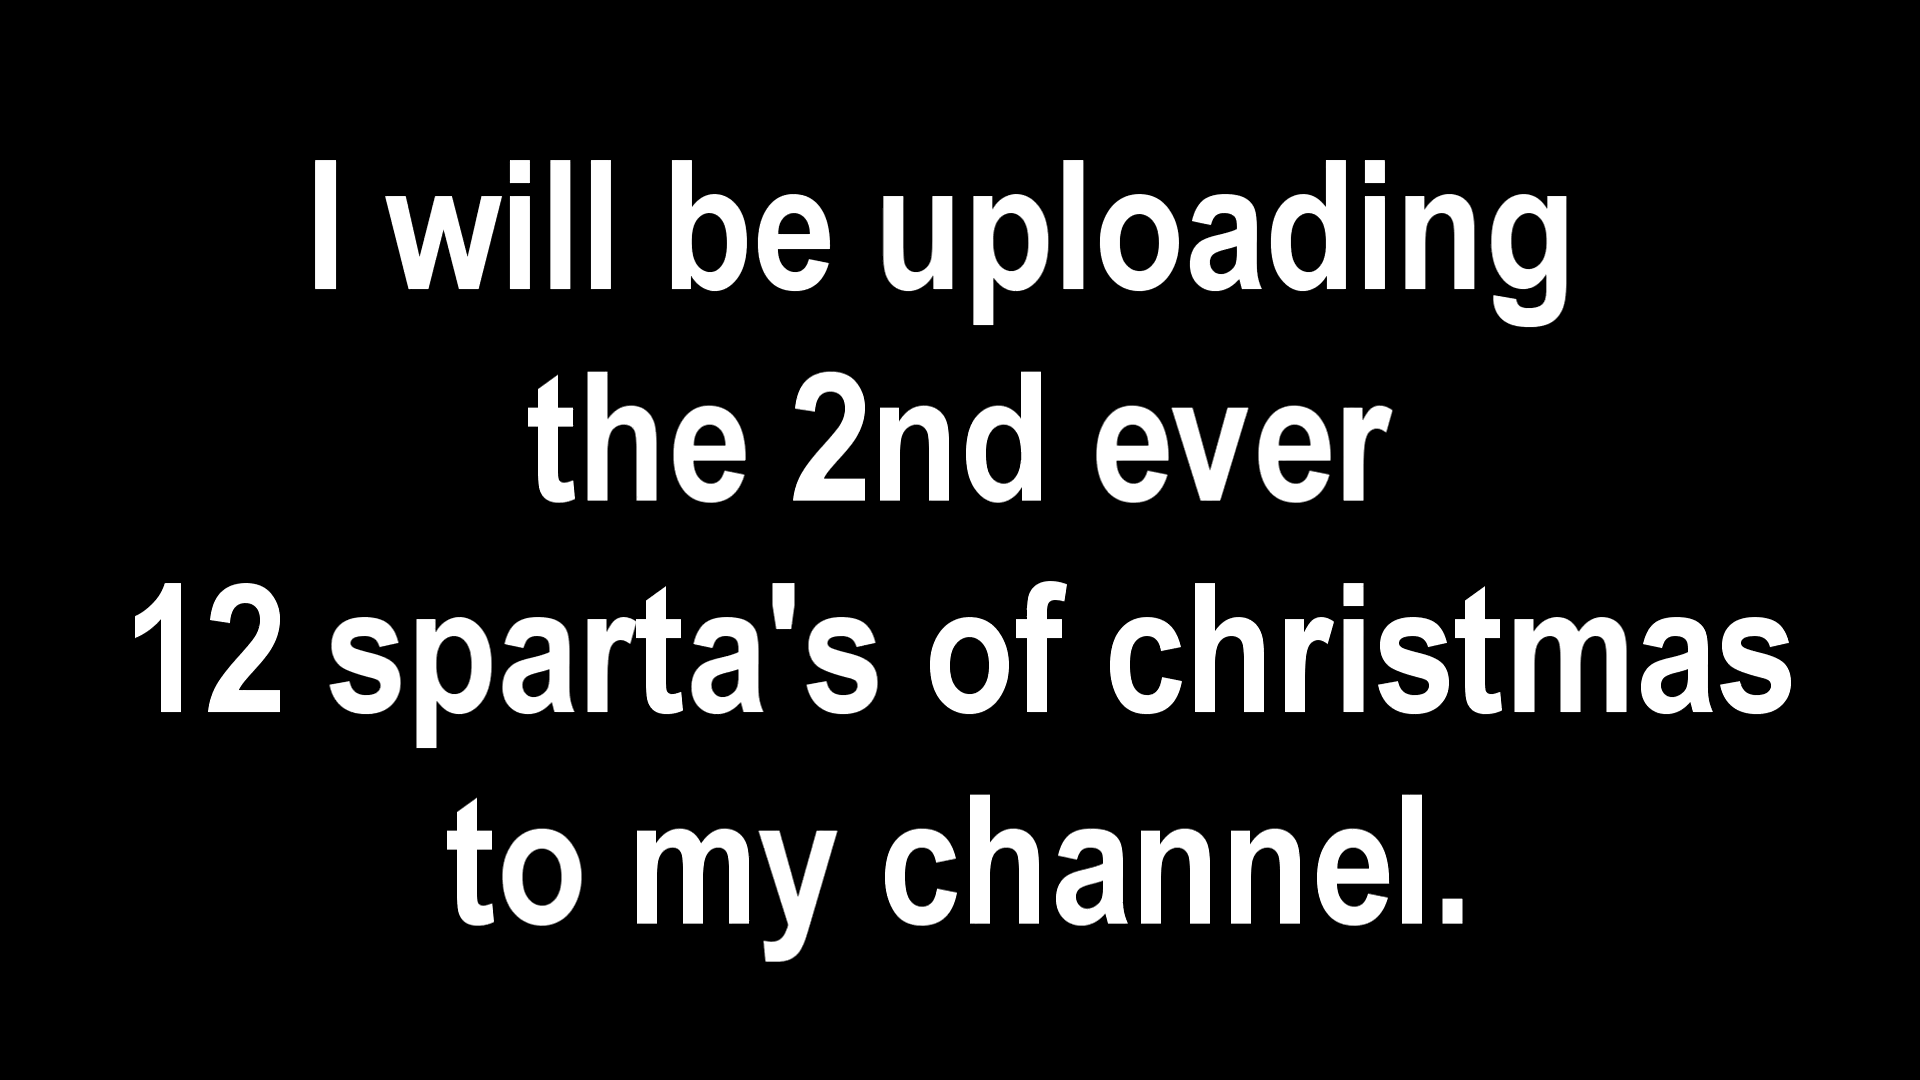 I will be uploading
the 2nd ever
12 sparta's of christmas
to my channel.